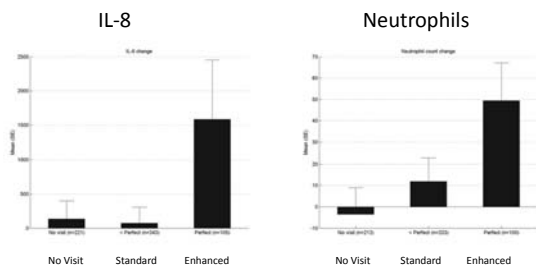 IL-8
IL-8 change
Mean (SE)
2500
2000
1500
1000
500
0
No visit (n=221)
< Perfect (n=340)
Perfect (n=105)
No Visit
Standard
Enhanced
Neutrophils
Neutrophil count change
Mean (SE)
70
60
50
40
30
20
10
0
-10
No visit (n=213)
< Perfect (n=323)
Perfect (n=100)
No Visit
Standard
Enhanced